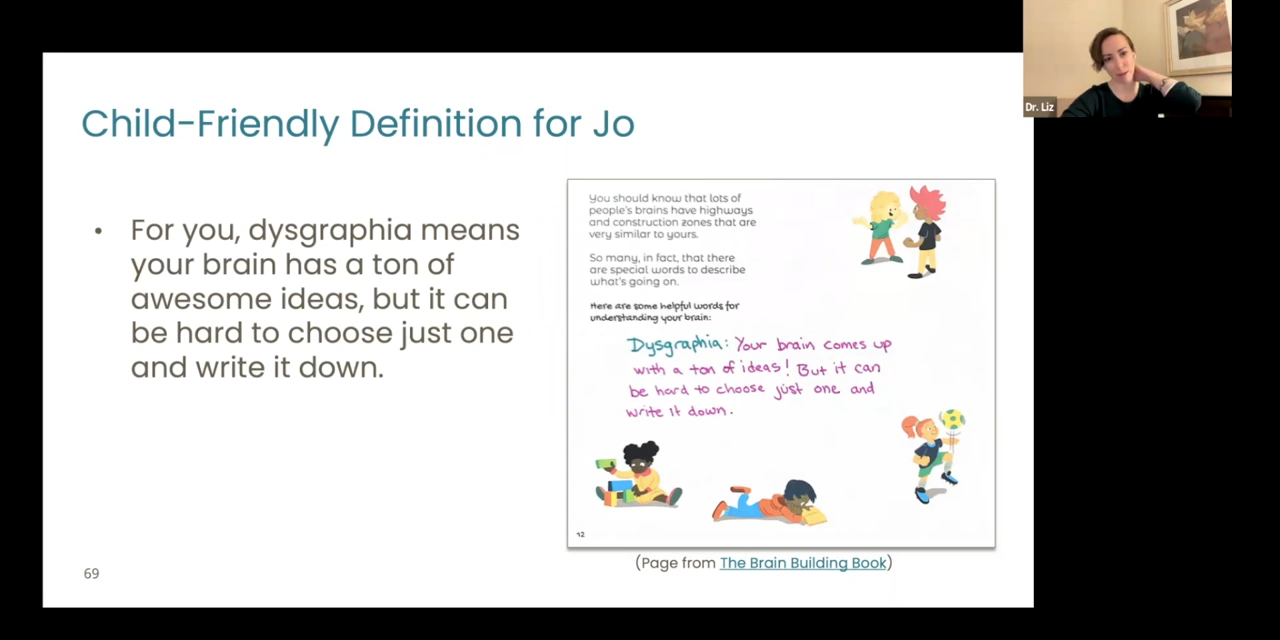 Child-Friendly Definition for Jo
• For you, dysgraphia means
your brain has a ton of
awesome ideas, but it can
be hard to choose just one
and write it down.
You should know that lots of
people's brains have highways
and construction zones that are
very similar to yours.
So many, in fact, that there
are special words to describe
what's going on.
Here are some helpful words for
understanding your brain:
Dysgraphia: Your brain comes up
with a ton of ideas! But it can
be hard to choose just one and
write it down.
12
(Page from The Brain Building Book)
69
Dr. Liz